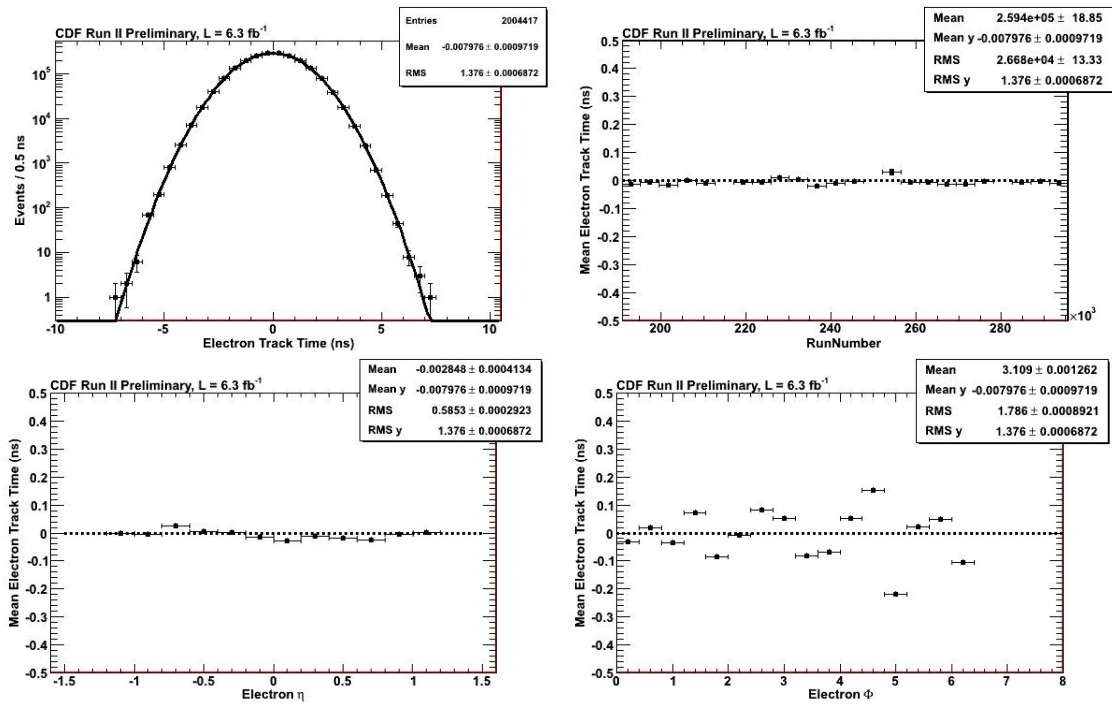 CDF Run II Preliminary, L = 6.3 fb⁻¹
Entries 2004417
Mean -0.007976 ± 0.0009719
RMS 1.376 ± 0.0006872
Events / 0.5 ns
10⁵
10⁴
10³
10²
10
1
-10 -5 0 5 10
Electron Track Time (ns)
CDF Run II Preliminary, L = 6.3 fb⁻¹
Mean 2.594e+05 ± 18.85
Mean y -0.007976 ± 0.0009719
RMS 2.668e+04 ± 13.33
RMS y 1.376 ± 0.0006872
Mean Electron Track Time (ns)
0.5
0.4
0.3
0.2
0.1
0
-0.1
-0.2
-0.3
-0.4
-0.5
200 220 240 260 280 ×10³
RunNumber
CDF Run II Preliminary, L = 6.3 fb⁻¹
Mean -0.002848 ± 0.0004134
Mean y -0.007976 ± 0.0009719
RMS 0.5853 ± 0.0002923
RMS y 1.376 ± 0.0006872
Mean Electron Track Time (ns)
0.5
0.4
0.3
0.2
0.1
0
-0.1
-0.2
-0.3
-0.4
-0.5
-1.5 -1 -0.5 0 0.5 1 1.5
Electron η
CDF Run II Preliminary, L = 6.3 fb⁻¹
Mean 3.109 ± 0.001262
Mean y -0.007976 ± 0.0009719
RMS 1.786 ± 0.0008921
RMS y 1.376 ± 0.0006872
Mean Electron Track Time (ns)
0.5
0.4
0.3
0.2
0.1
0
-0.1
-0.2
-0.3
-0.4
-0.5
0 1 2 3 4 5 6 7 8
Electron Φ